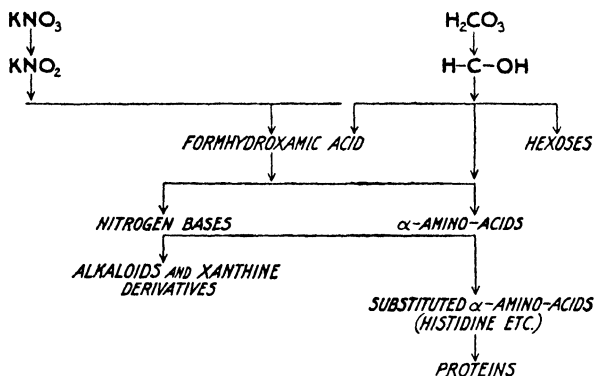 KNO₃
H₂CO₃
KNO₂
H-C-OH
FORMHYDROXAMIC ACID
HEXOSES
NITROGEN BASES
α-AMINO-ACIDS
ALKALOIDS AND XANTHINE
DERIVATIVES
SUBSTITUTED α-AMINO-ACIDS
(HISTIDINE ETC.)
PROTEINS